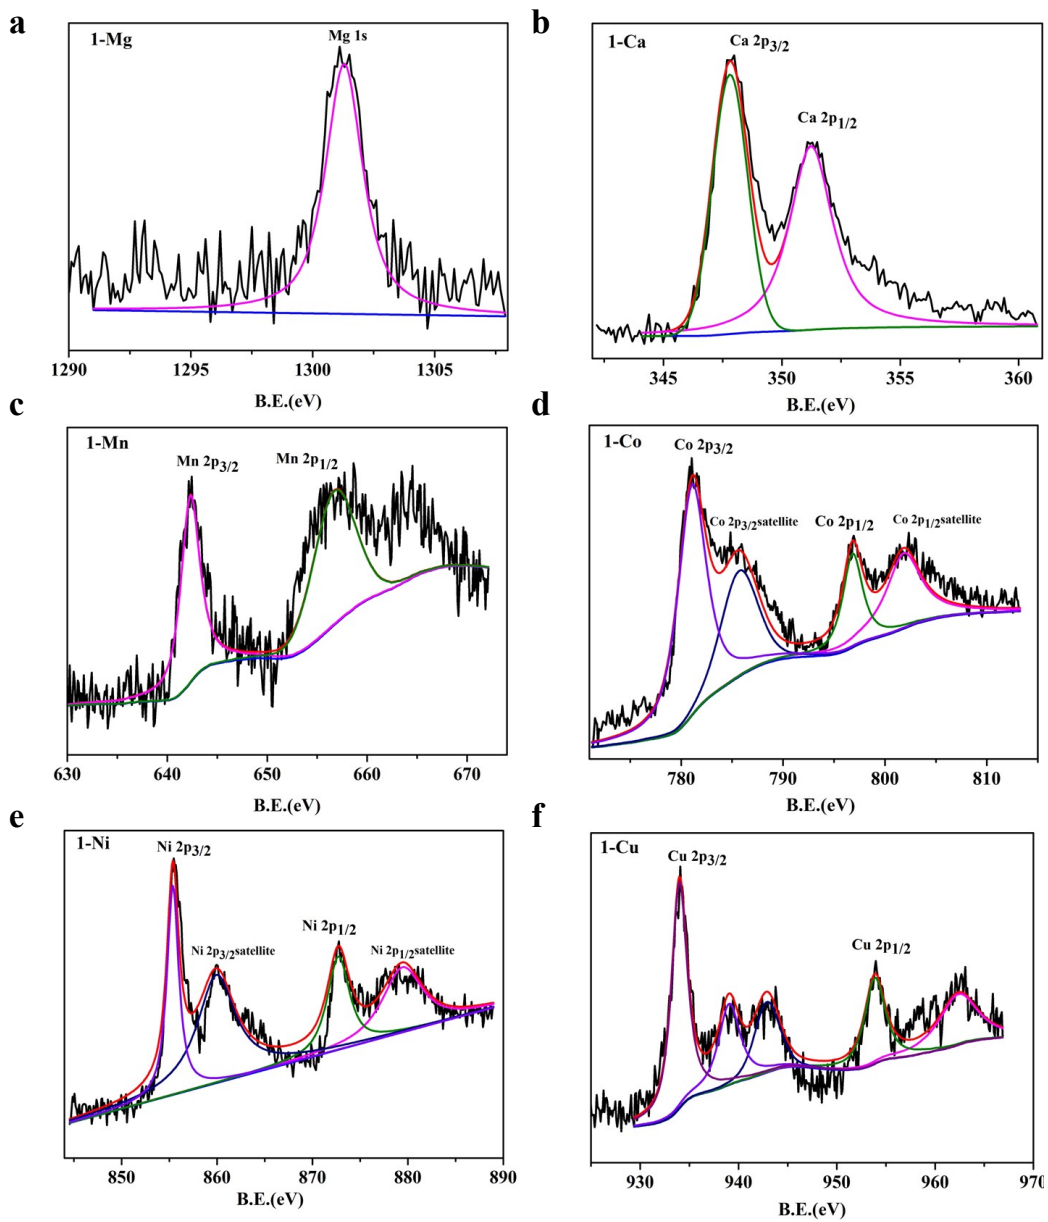 a
1-Mg
Mg 1s
1290 1295 1300 1305
B.E.(eV)
b
1-Ca
Ca 2p3/2
Ca 2p1/2
345 350 355 360
B.E.(eV)
c
1-Mn
Mn 2p3/2
Mn 2p1/2
630 640 650 660 670
B.E.(eV)
d
1-Co
Co 2p3/2
Co 2p3/2satellite
Co 2p1/2
Co 2p1/2satellite
780 790 800 810
B.E.(eV)
e
1-Ni
Ni 2p3/2
Ni 2p3/2satellite
Ni 2p1/2
Ni 2p1/2satellite
850 860 870 880 890
B.E.(eV)
f
1-Cu
Cu 2p3/2
Cu 2p1/2
930 940 950 960 970
B.E.(eV)